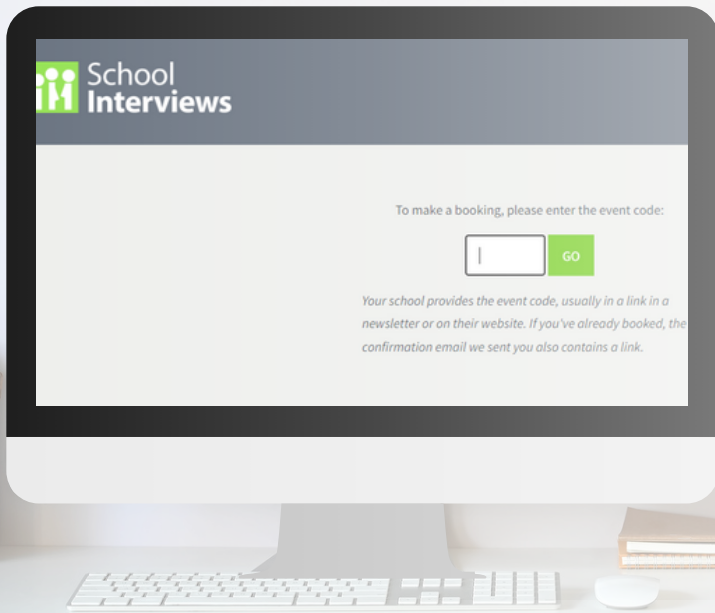 School
Interviews
To make a booking, please enter the event code:
GO
Your school provides the event code, usually in a link in a
newsletter or on their website. If you've already booked, the
confirmation email we sent you also contains a link.